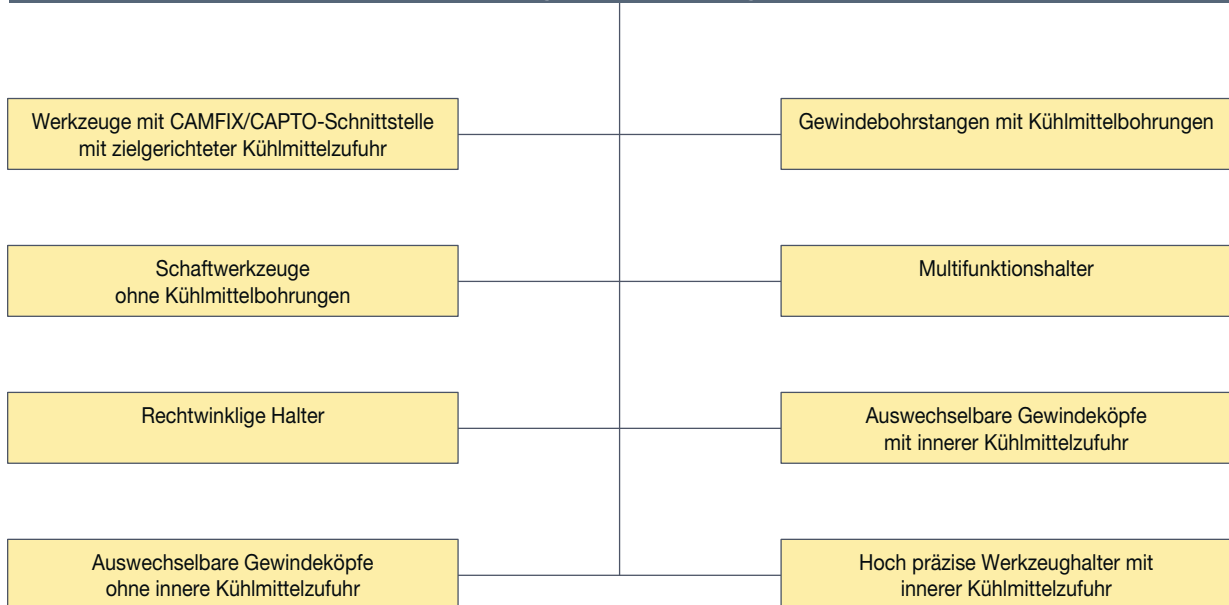 Werkzeuge mit CAMFIX/CAPTO-Schnittstelle
mit zielgerichteter Kühlmittelzufuhr
Gewindebohrstangen mit Kühlmittelbohrungen
Schaftwerkzeuge
ohne Kühlmittelbohrungen
Multifunktionshalter
Rechtwinklige Halter
Auswechselbare Gewindeköpfe
mit innerer Kühlmittelzufuhr
Auswechselbare Gewindeköpfe
ohne innere Kühlmittelzufuhr
Hoch präzise Werkzeughalter mit
innerer Kühlmittelzufuhr